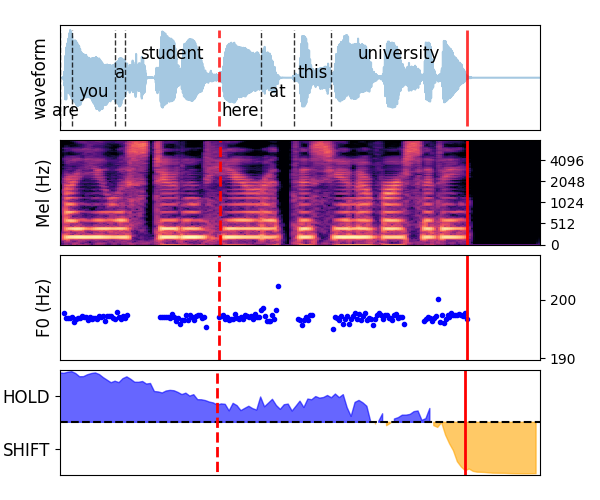 waveform
are you a student here at this university
Mel (Hz)
4096
2048
1024
512
0
F0 (Hz)
200
190
HOLD
SHIFT